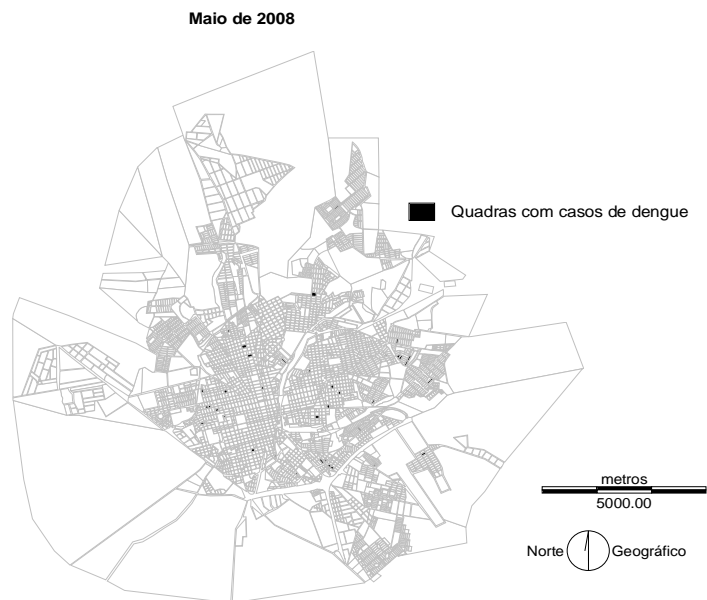 Maio de 2008
Quadras com casos de dengue
metros
5000.00
Norte Geográfico